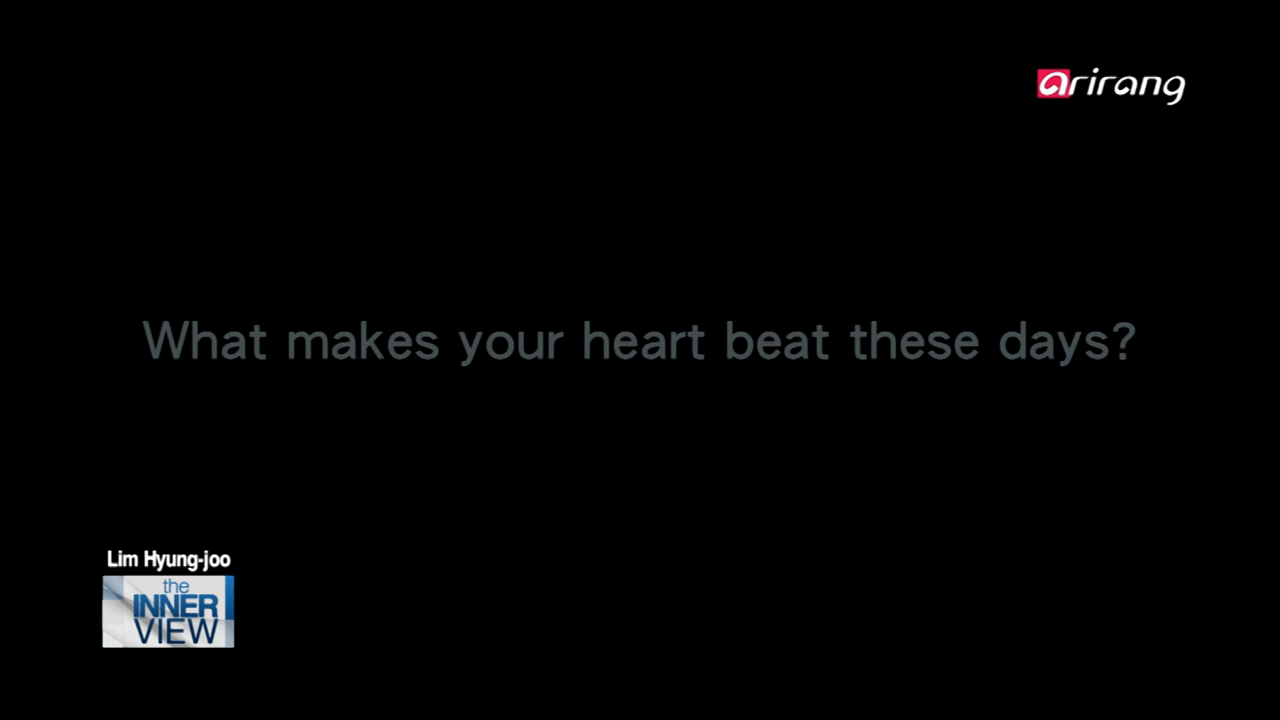 arirang
What makes your heart beat these days?
Lim Hyung-joo
the
INNER
VIEW